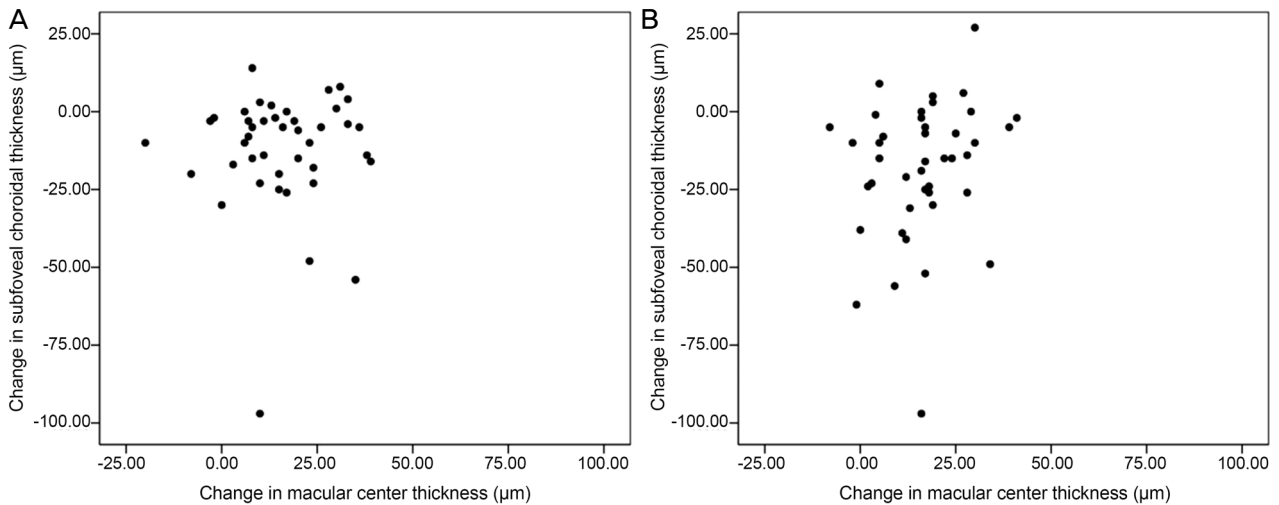 A
Change in subfoveal choroidal thickness (μm)
25.00
0.00
-25.00
-50.00
-75.00
-100.00
-25.00 0.00 25.00 50.00 75.00 100.00
Change in macular center thickness (μm)
B
Change in subfoveal choroidal thickness (μm)
25.00
0.00
-25.00
-50.00
-75.00
-100.00
-25.00 0.00 25.00 50.00 75.00 100.00
Change in macular center thickness (μm)